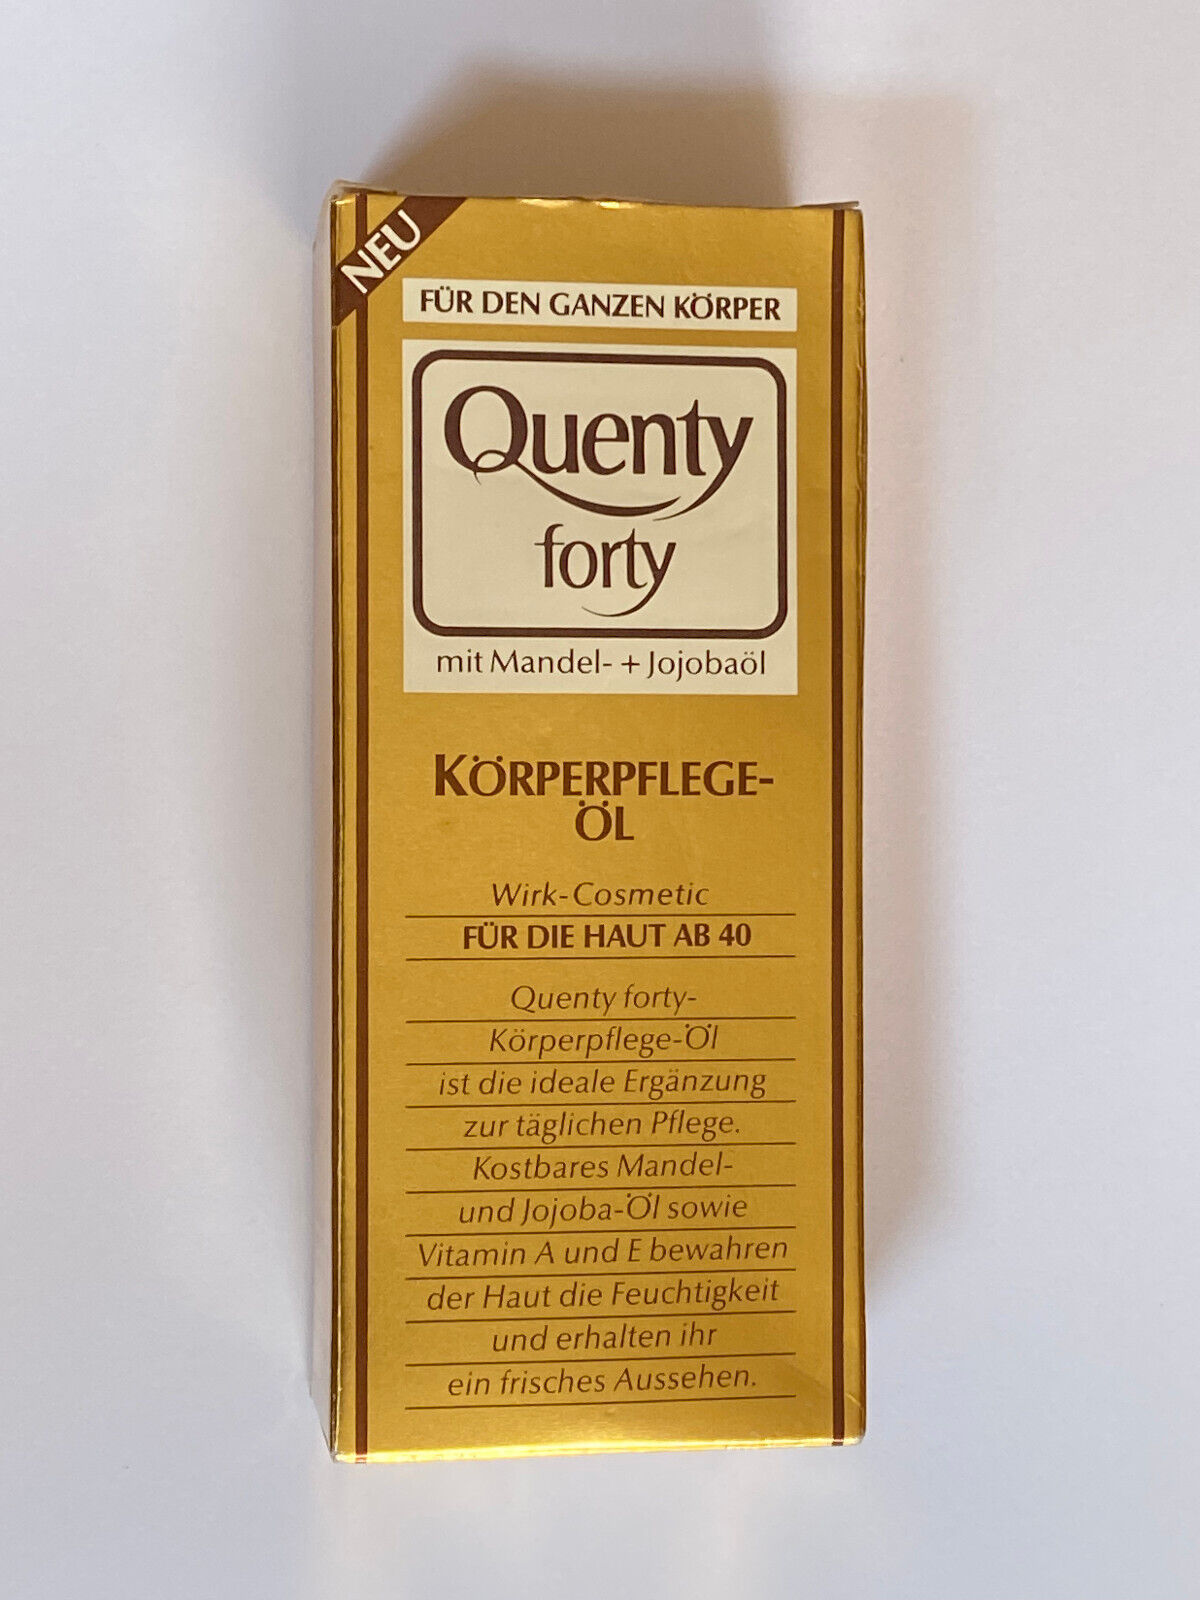 NEU
FÜR DEN GANZEN KÖRPER
Quenty
forty
mit Mandel- + Jojobaöl
KÖRPERPFLEGE-
ÖL
Wirk-Cosmetic
FÜR DIE HAUT AB 40
Quenty forty-
Körperpflege-Öl
ist die ideale Ergänzung
zur täglichen Pflege.
Kostbares Mandel-
und Jojoba-Öl sowie
Vitamin A und E bewahren
der Haut die Feuchtigkeit
und erhalten ihr
ein frisches Aussehen.